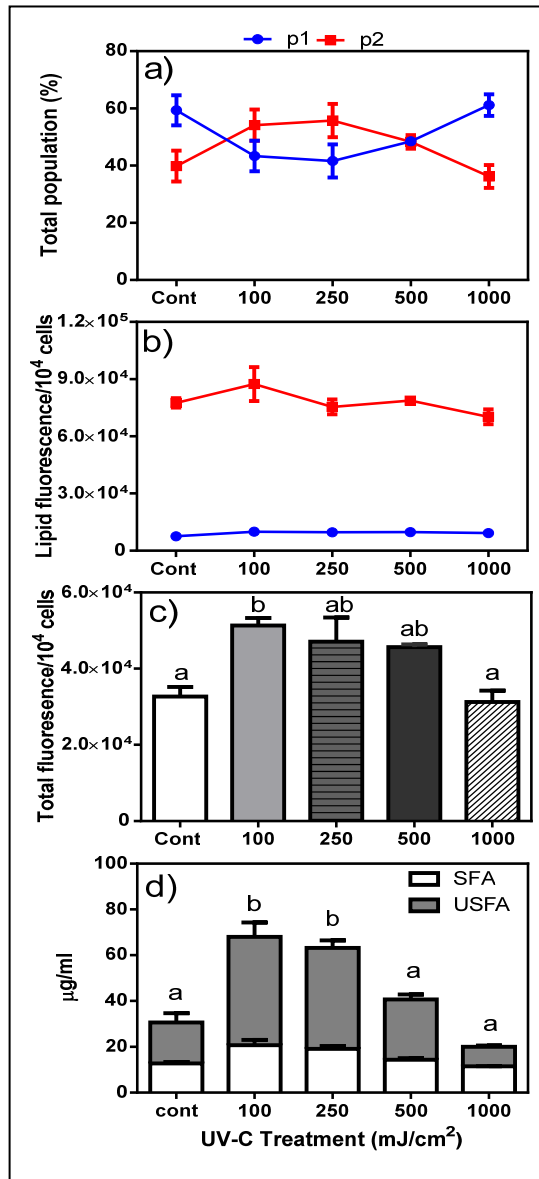 p1 p2
a)
Total population (%)
80
60
40
20
0
Cont 100 250 500 1000
b)
Lipid fluorescence/10⁴ cells
1.2×10⁵
9.0×10⁴
6.0×10⁴
3.0×10⁴
0
Cont 100 250 500 1000
c)
Total fluoresence/10⁴ cells
6.0×10⁴
4.0×10⁴
2.0×10⁴
0
a b ab ab a
Cont 100 250 500 1000
d)
SFA
USFA
µg/ml
100
80
60
40
20
0
a b b a a
cont 100 250 500 1000
UV-C Treatment (mJ/cm²)